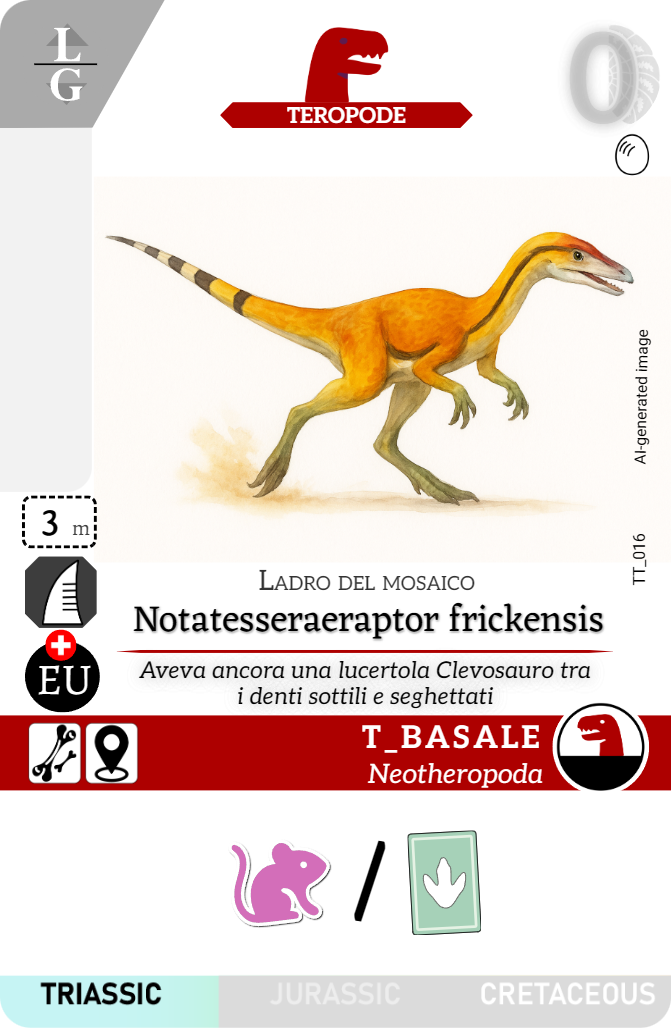 L
G
TEROPODE
0
AI-generated image
3 m
TT_016
Ladro del mosaico
Notatesseraeraptor frickensis
EU
Aveva ancora una lucertola Clevosauro tra
i denti sottili e seghettati
T_BASALE
Neotheropoda
/
TRIASSIC JURASSIC CRETACEOUS